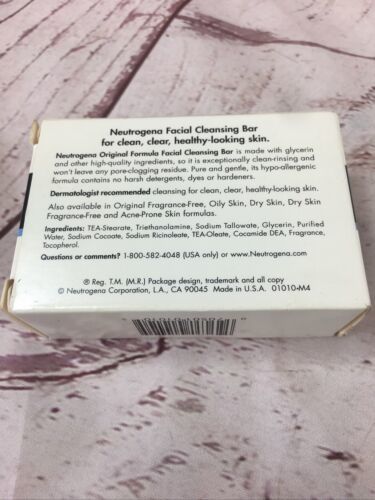 Neutrogena Facial Cleansing Bar
for clean, clear, healthy-looking skin.
Neutrogena Original Formula Facial Cleansing Bar is made with glycerin
and other high-quality ingredients, so it is exceptionally clean-rinsing and
won't leave any pore-clogging residue. Pure and gentle, its hypo-allergenic
formula contains no harsh detergents, dyes or hardeners.
Dermatologist recommended cleansing for clean, clear, healthy-looking skin.
Also available in Original Fragrance-Free, Oily Skin, Dry Skin, Dry Skin
Fragrance-Free and Acne-Prone Skin formulas.
Ingredients: TEA-Stearate, Triethanolamine, Sodium Tallowate, Glycerin, Purified
Water, Sodium Cocoate, Sodium Ricinoleate, TEA-Oleate, Cocamide DEA, Fragrance,
Tocopherol.
Questions or comments? 1-800-582-4048 (USA only) or www.Neutrogena.com.
® Reg. T.M. (M.R.) Package design, trademark and all copy
© Neutrogena Corporation, L.A., CA 90045 Made in U.S.A. 01010•M4